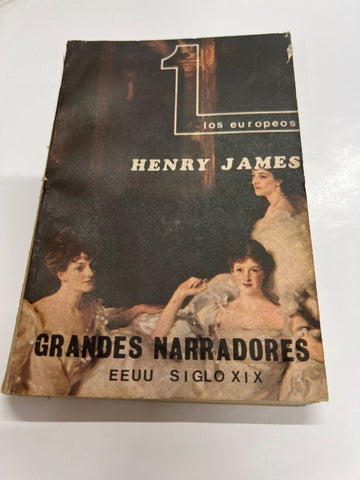 1
los europeos
HENRY JAMES
GRANDES NARRADORES
EEUU SIGLO XIX